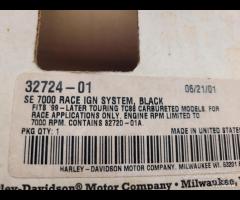 32724-01 06/21/01
SE 7000 RACE IGN SYSTEM, BLACK
FITS '99-LATER TOURING TC88 CARBURETED MODELS. FOR
RACE APPLICATIONS ONLY. ENGINE RPM LIMITED TO
7000 RPM. CONTAINS 32720-01A.
PKG QTY: 1 MADE IN UNITED
HARLEY-DAVIDSON MOTOR COMPANY. MILWAUKEE WI. 53201
Harley-Davidson Motor Company • Milwaukee,